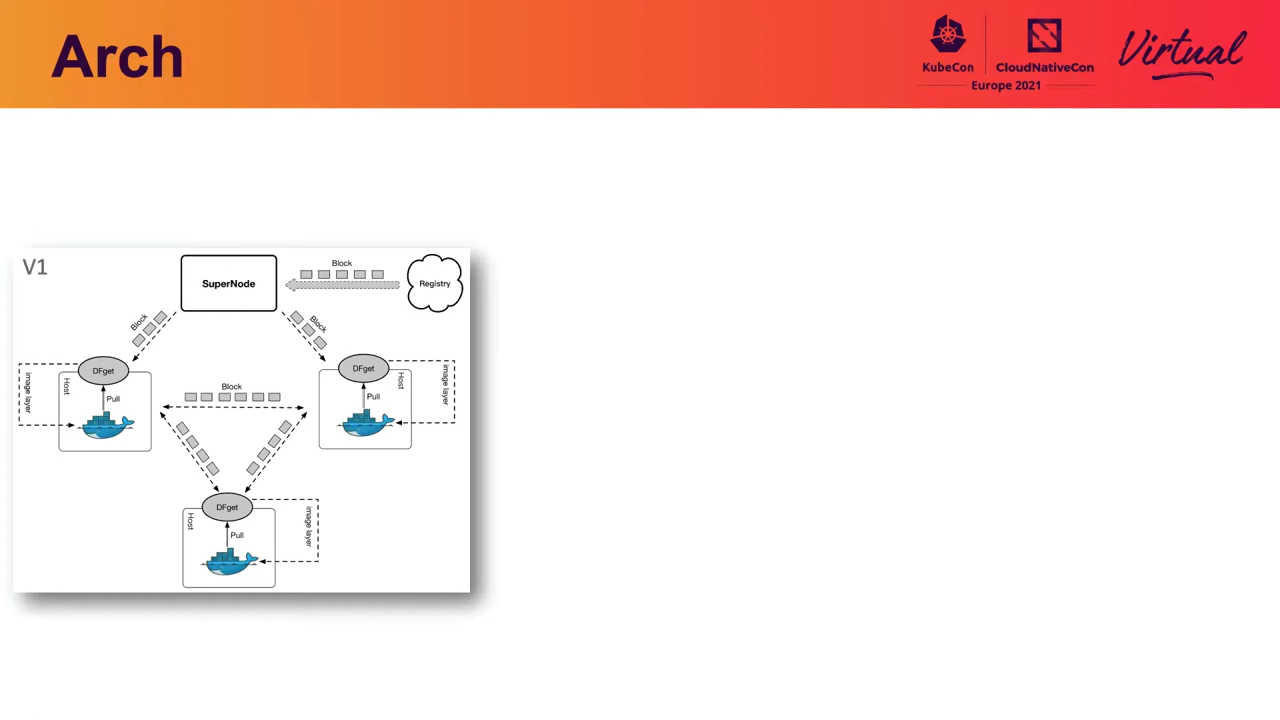 Arch
KubeCon
CloudNativeCon
Europe 2021
Virtual
V1
SuperNode
Block
Registry
Block
Block
DFget
Host
Pull
image layer
Block
DFget
Host
Pull
image layer
DFget
Host
Pull
image layer